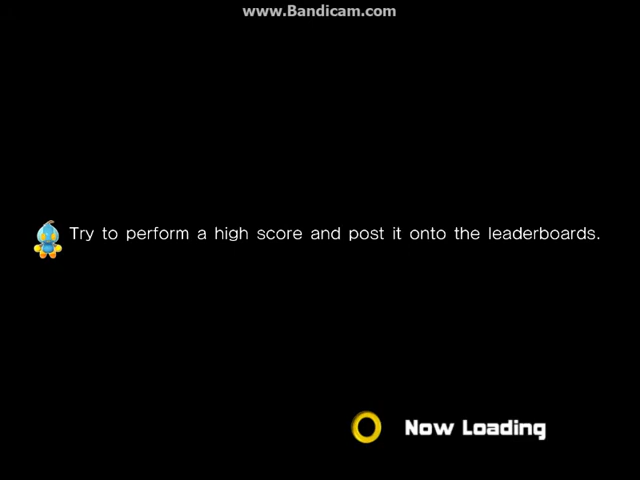 www.Bandicam.com
Try to perform a high score and post it onto the leaderboards.
Now Loading